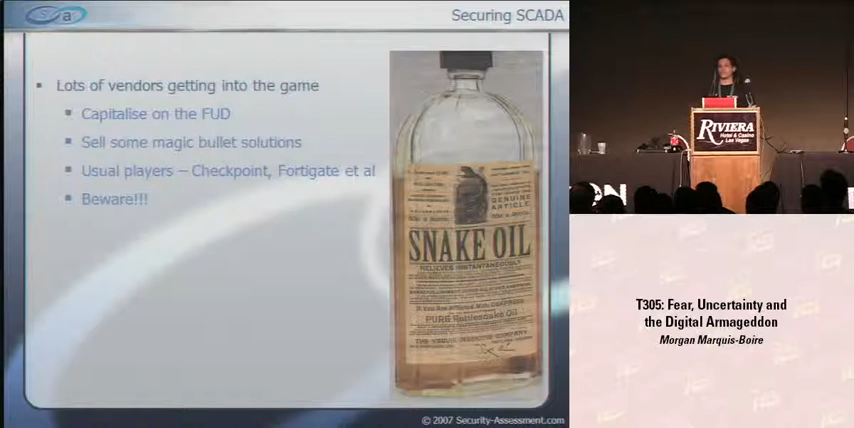 Securing SCADA
Lots of vendors getting into the game
Capitalise on the FUD
Sell some magic bullet solutions
Usual players – Checkpoint, Fortigate et al
Beware!!!
GENUINE
ARTICLE
SNAKE OIL
RELIEVES INSTANTANEOUSLY
PURE Rattlesnake Oil
© 2007 Security-Assessment.com
RIVIERA
Hotel & Casino
Las Vegas
T305: Fear, Uncertainty and
the Digital Armageddon
Morgan Marquis-Boire